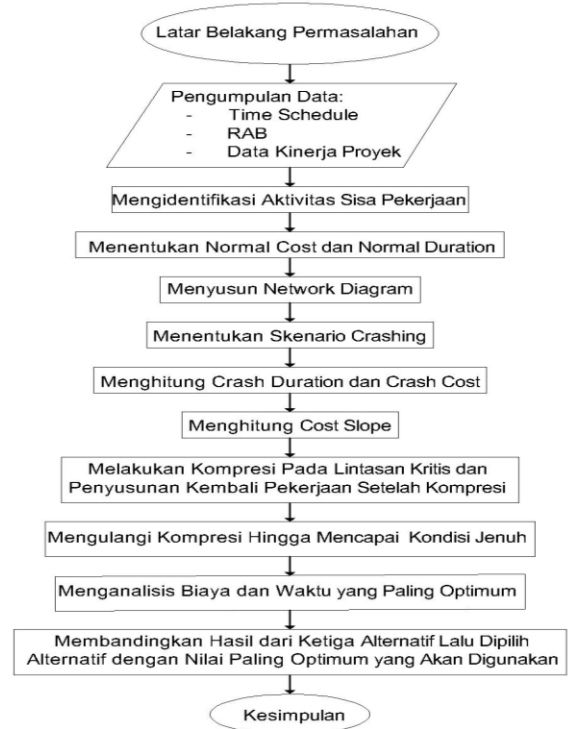 Latar Belakang Permasalahan
Pengumpulan Data:
- Time Schedule
- RAB
- Data Kinerja Proyek
Mengidentifikasi Aktivitas Sisa Pekerjaan
Menentukan Normal Cost dan Normal Duration
Menyusun Network Diagram
Menentukan Skenario Crashing
Menghitung Crash Duration dan Crash Cost
Menghitung Cost Slope
Melakukan Kompresi Pada Lintasan Kritis dan
Penyusunan Kembali Pekerjaan Setelah Kompresi
Mengulangi Kompresi Hingga Mencapai Kondisi Jenuh
Menganalisis Biaya dan Waktu yang Paling Optimum
Membandingkan Hasil dari Ketiga Alternatif Lalu Dipilih
Alternatif dengan Nilai Paling Optimum yang Akan Digunakan
Kesimpulan